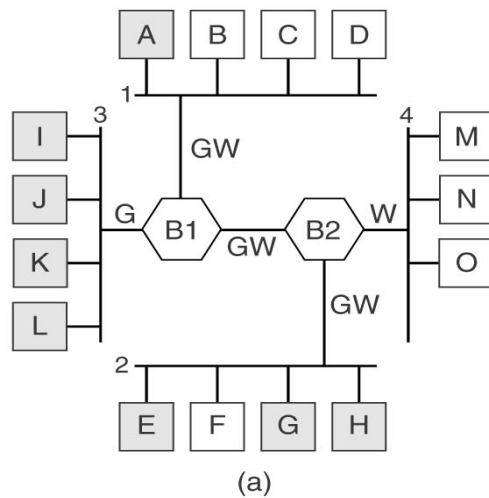 A B C D
1
3 4
I M
GW
J N
G B1 GW B2 W
K O
GW
L
2
E F G H
(a)